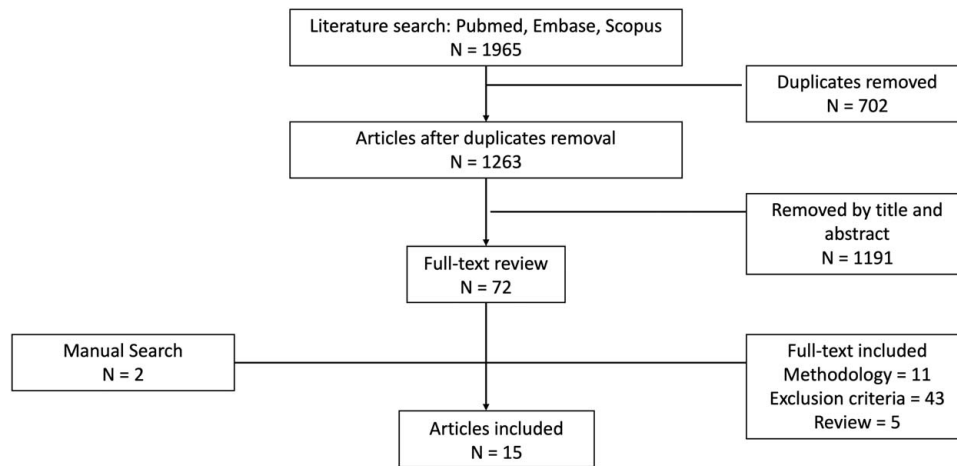 Literature search: Pubmed, Embase, Scopus
N = 1965
Duplicates removed
N = 702
Articles after duplicates removal
N = 1263
Removed by title and
abstract
N = 1191
Full-text review
N = 72
Manual Search
N = 2
Full-text included
Methodology = 11
Exclusion criteria = 43
Review = 5
Articles included
N = 15